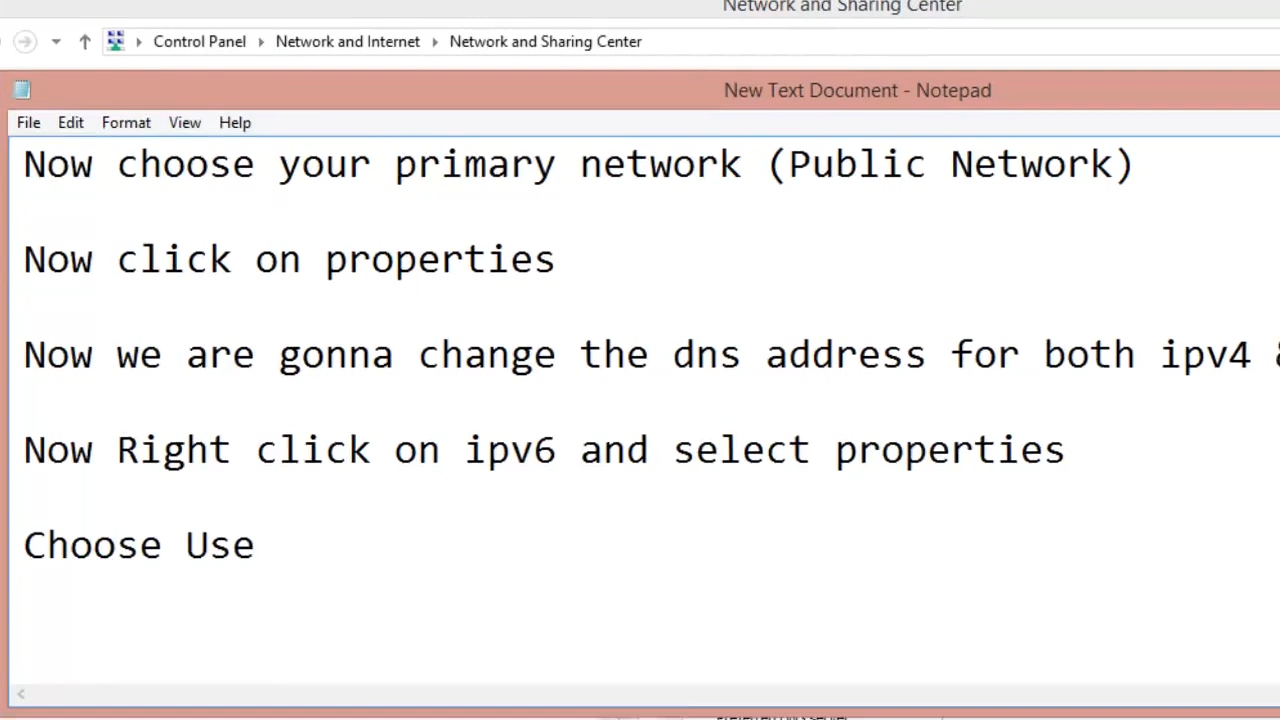 Network and Sharing Center
Control Panel Network and Internet Network and Sharing Center
New Text Document - Notepad
File Edit Format View Help
Now choose your primary network (Public Network)
Now click on properties
Now we are gonna change the dns address for both ipv4 &
Now Right click on ipv6 and select properties
Choose Use